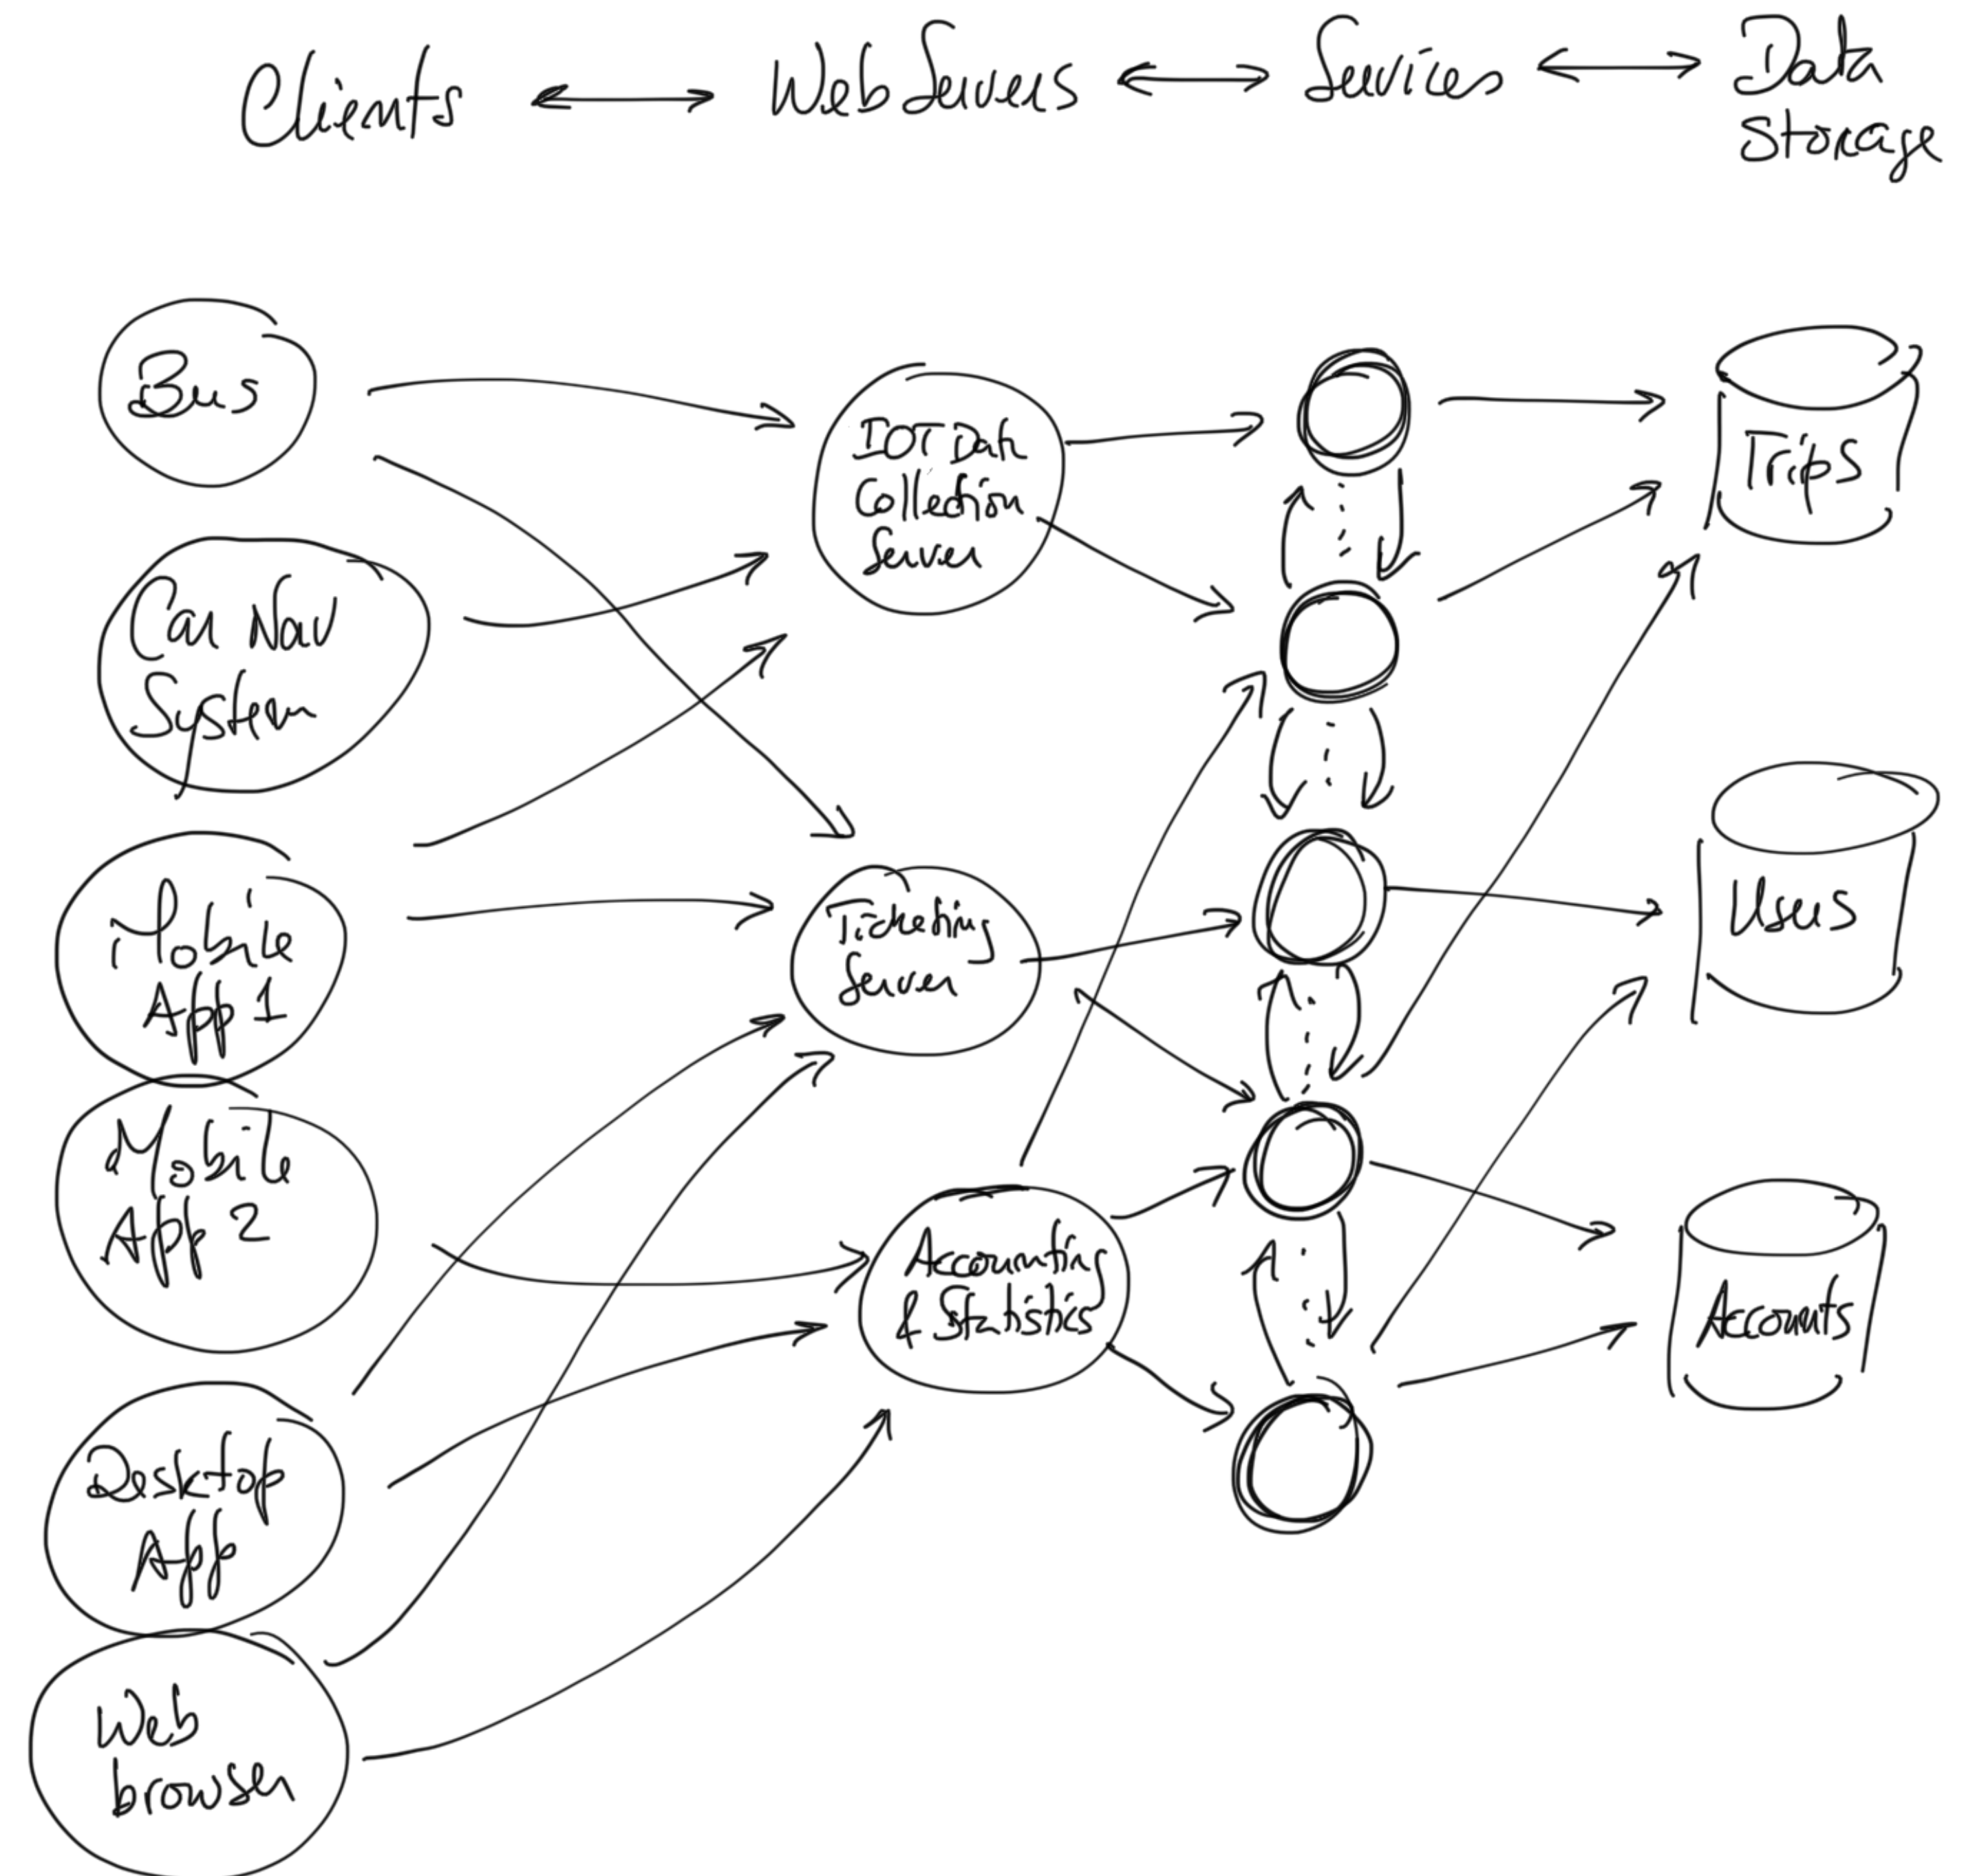 Clients
Web Servers
Services
Data
Storage
Bus
Car Nav
System
Mobile
App 1
Mobile
App 2
Desktop
App
Web
browser
IOT Data
Collection
Server
Ticketing
Server
Accounting
& Statistics
Trips
Users
Accounts